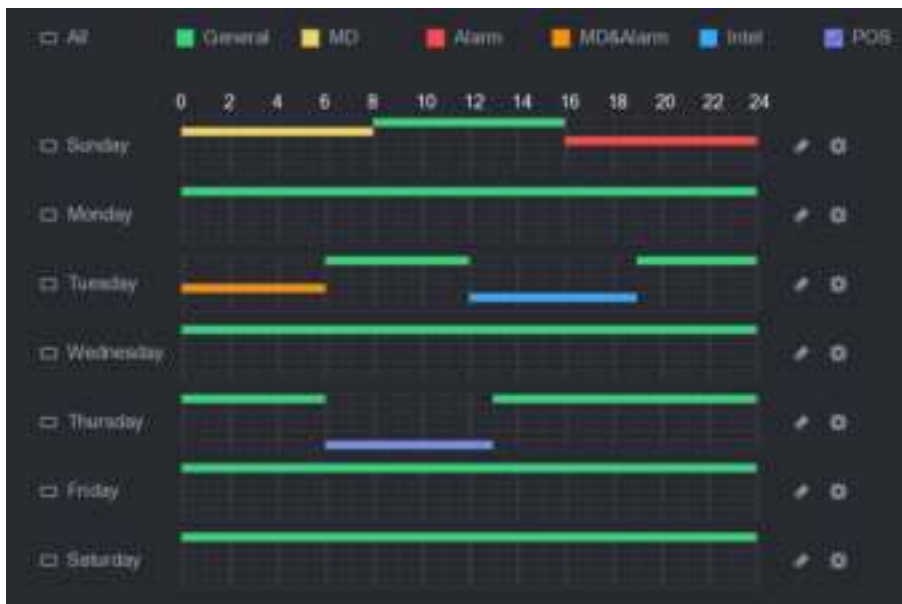 All General MD Alarm MD&Alarm Intel POS
0 2 4 6 8 10 12 14 16 18 20 22 24
Sunday
Monday
Tuesday
Wednesday
Thursday
Friday
Saturday